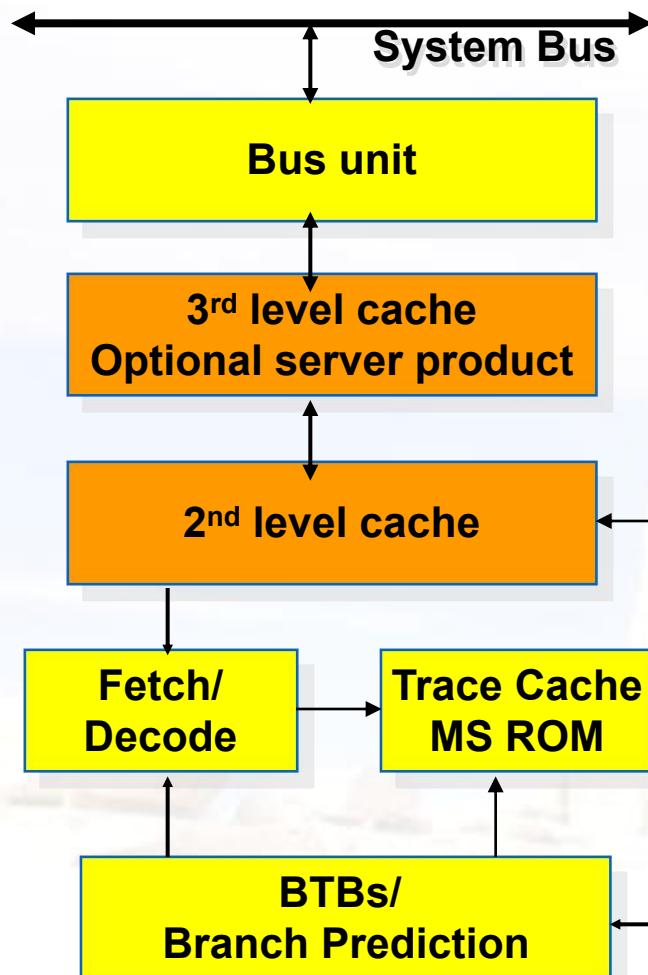 System Bus
Bus unit
3rd level cache
Optional server product
2nd level cache
Fetch/
Decode
Trace Cache
MS ROM
BTBs/
Branch Prediction